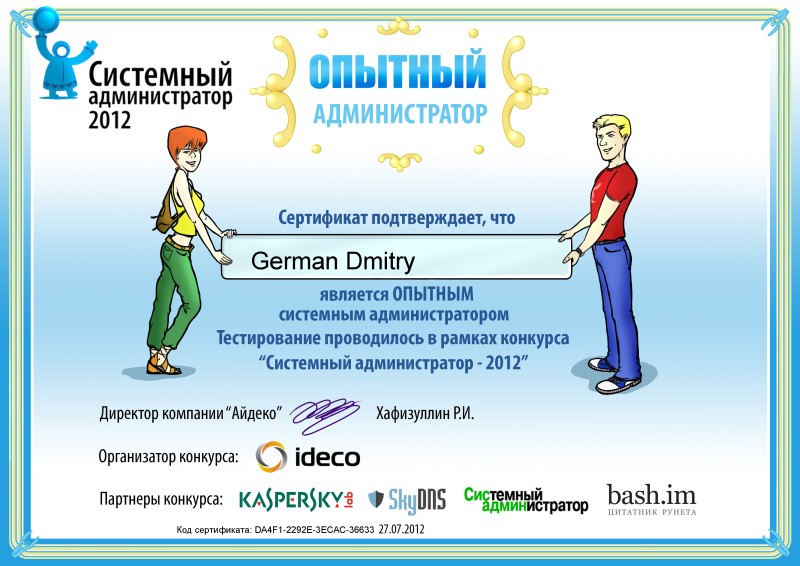 Системный
администратор
2012
ОПЫТНЫЙ
АДМИНИСТРАТОР
Сертификат подтверждает, что
German Dmitry
является ОПЫТНЫМ
системным администратором
Тестирование проводилось в рамках конкурса
“Системный администратор - 2012”
Директор компании “Айдеко” Хафизуллин Р.И.
Организатор конкурса: ideco
Партнеры конкурса: KASPERSKY lab SkyDNS Системный администратор bash.im
ЦИТАТНИК РУНЕТА
Код сертификата: DA4F1-2292E-3ECAC-36633 27.07.2012